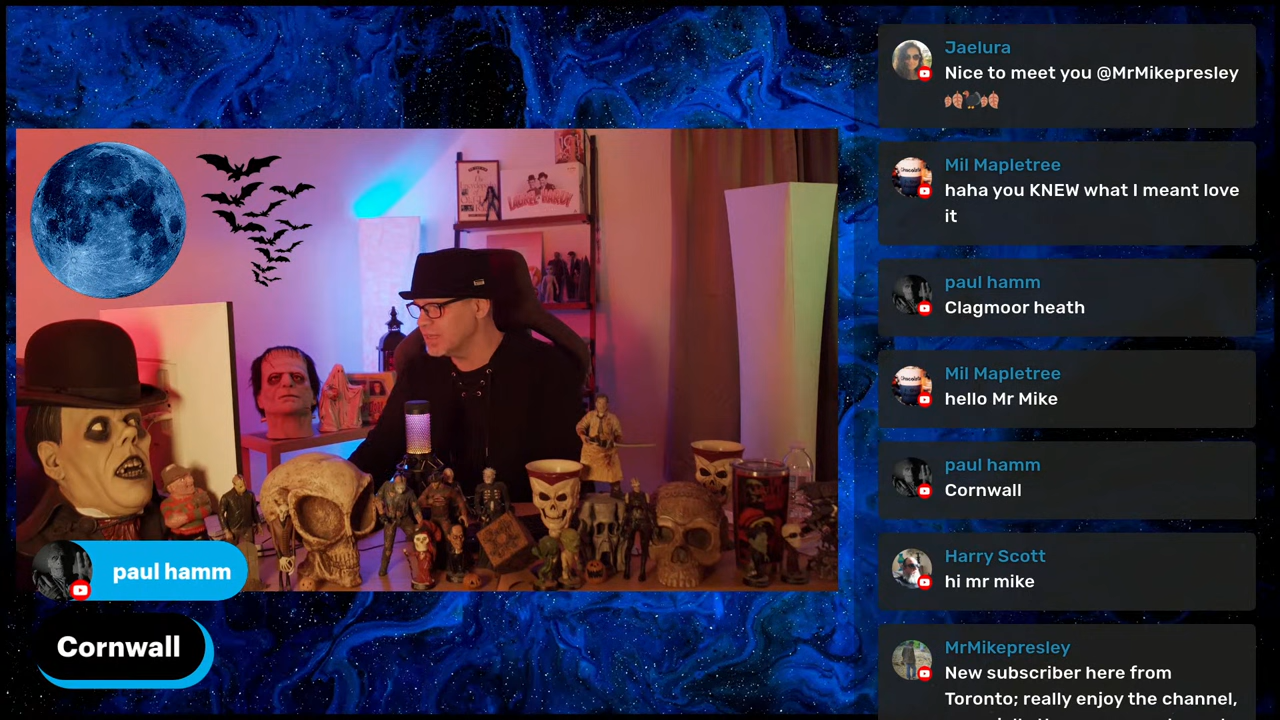 Jaelura
Nice to meet you @MrMikepresley
Mil Mapletree
haha you KNEW what I meant love
it
paul hamm
Clagmoor heath
Mil Mapletree
hello Mr Mike
paul hamm
Cornwall
Harry Scott
hi mr mike
MrMikepresley
New subscriber here from
Toronto; really enjoy the channel,
LAUREL HARDY
paul hamm
Cornwall